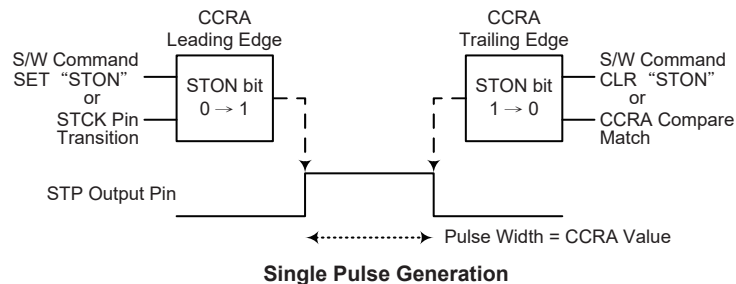 CCRA
Leading Edge
S/W Command
SET “STON”
or
STCK Pin
Transition
STON bit
0 → 1
CCRA
Trailing Edge
STON bit
1 → 0
S/W Command
CLR “STON”
or
CCRA Compare
Match
STP Output Pin
Pulse Width = CCRA Value
Single Pulse Generation